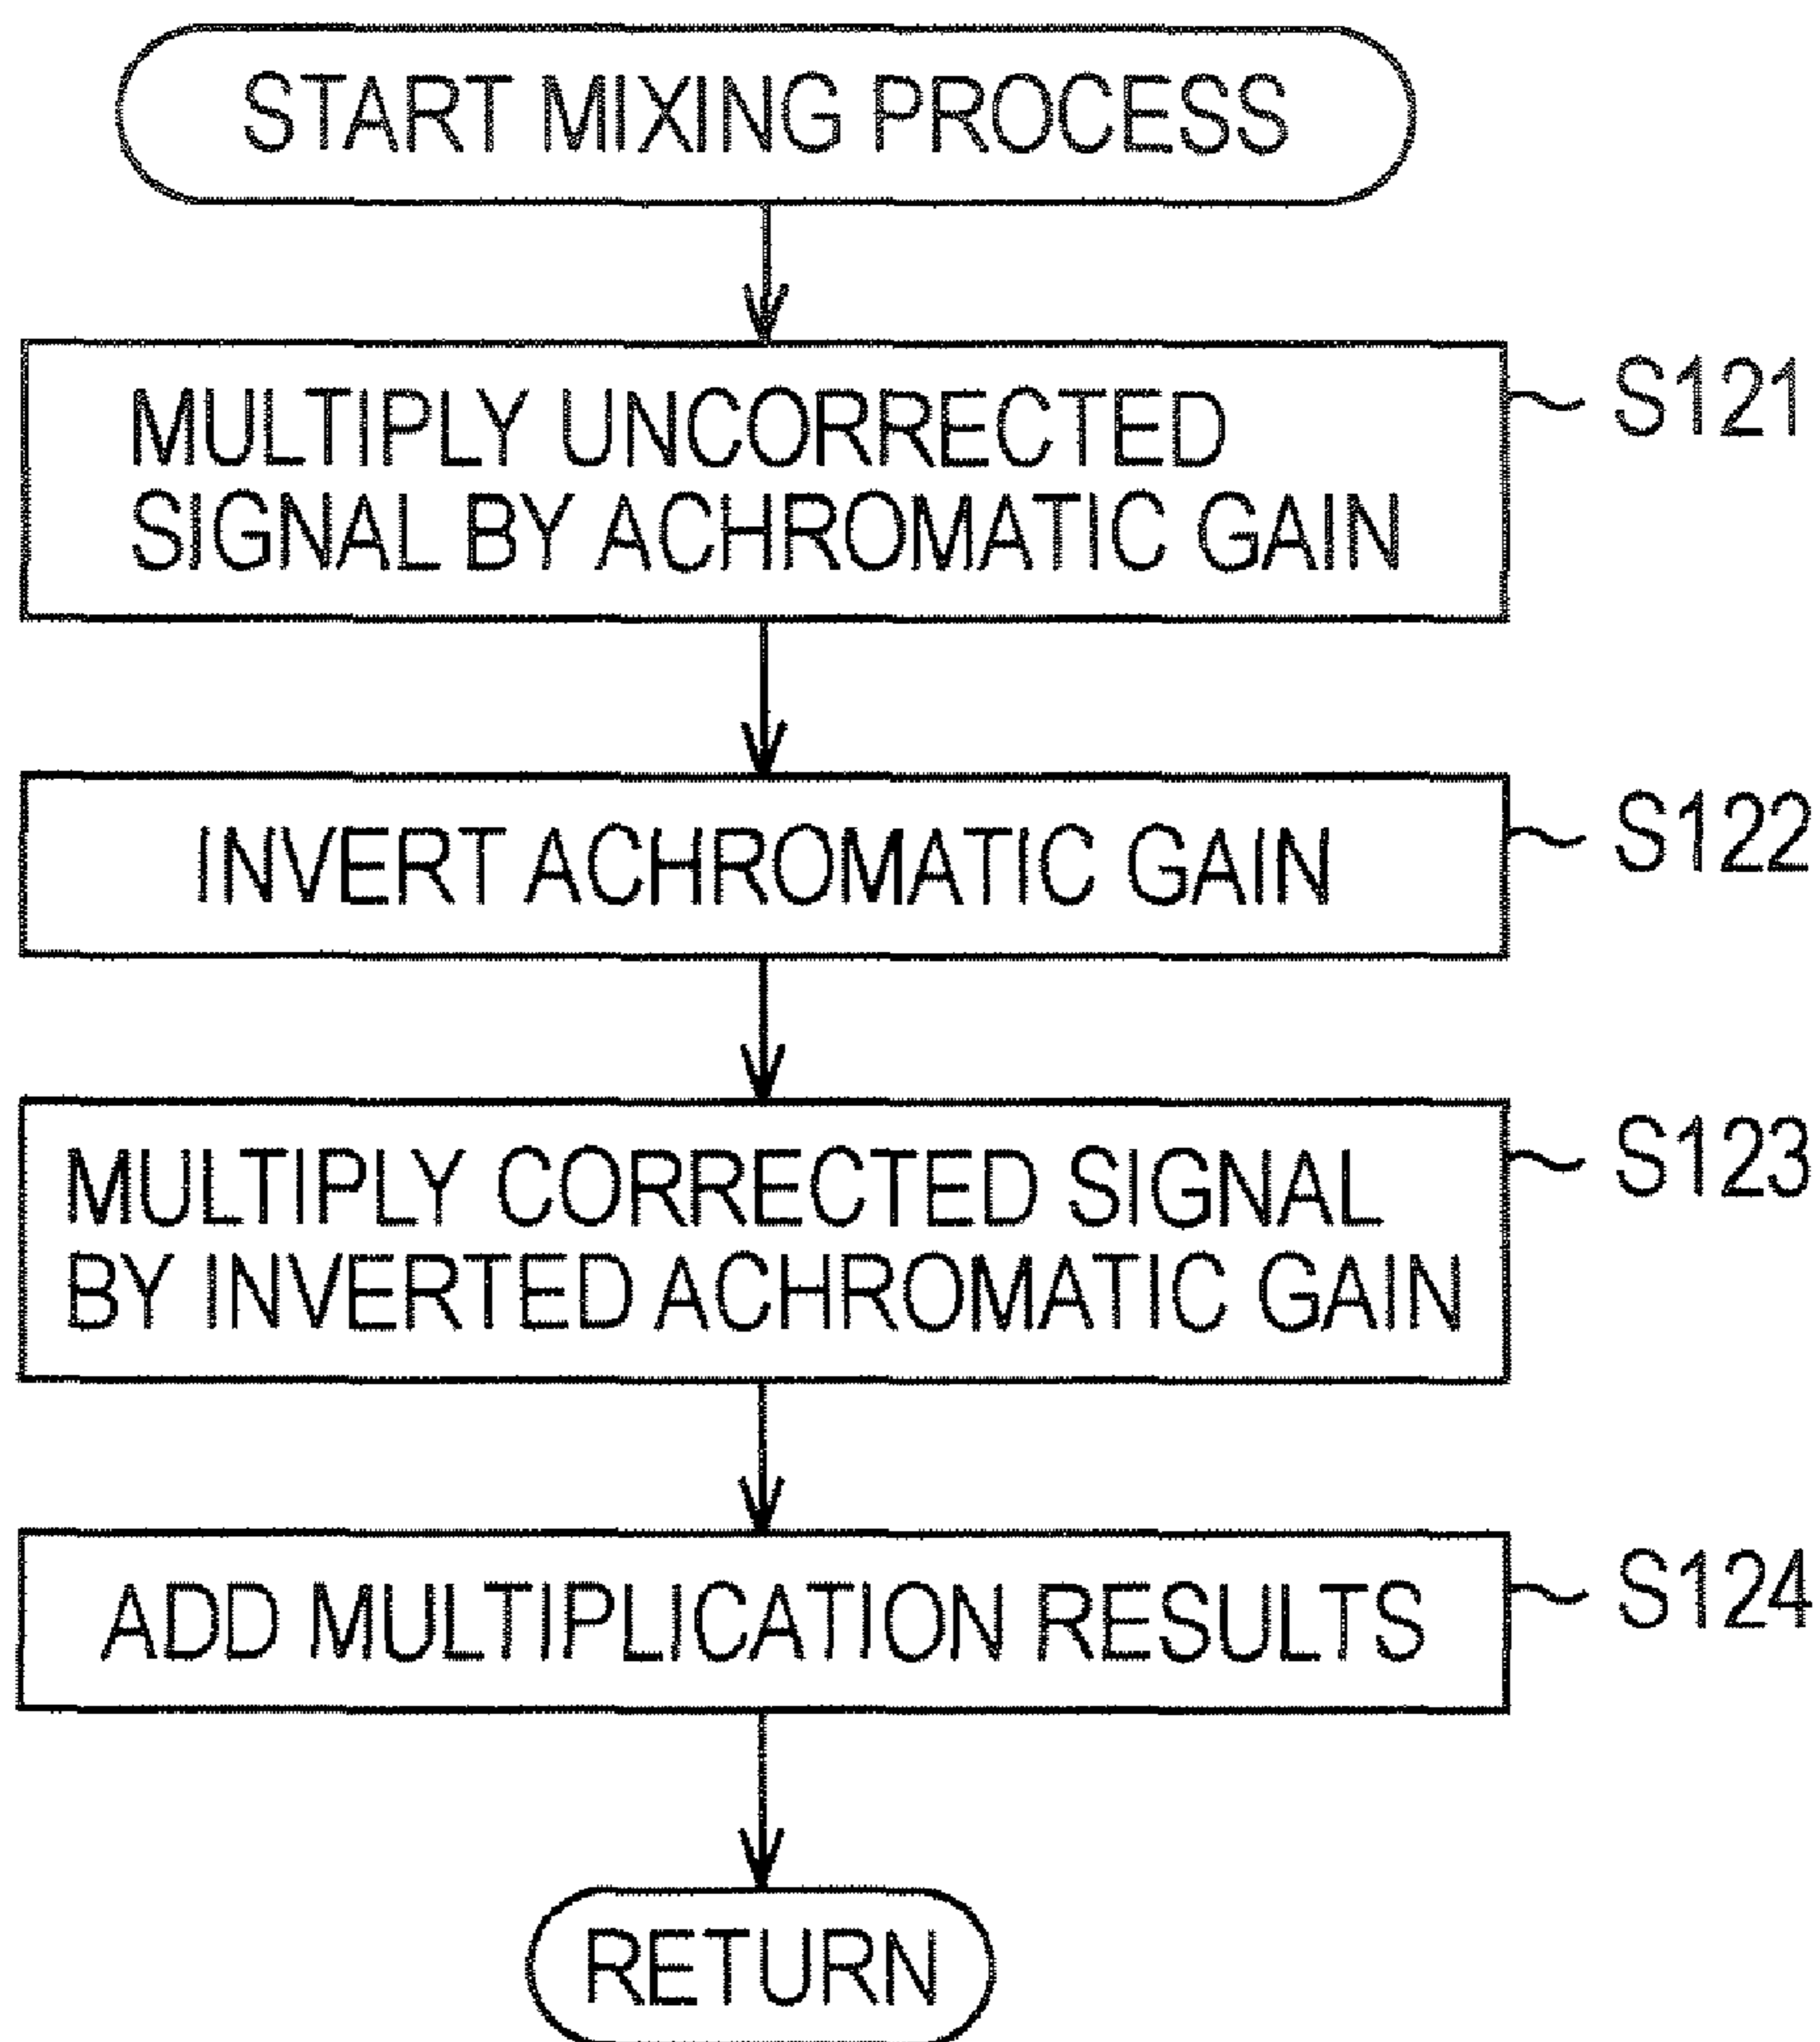 START MIXING PROCESS
MULTIPLY UNCORRECTED
SIGNAL BY ACHROMATIC GAIN
S121
INVERT ACHROMATIC GAIN
S122
MULTIPLY CORRECTED SIGNAL
BY INVERTED ACHROMATIC GAIN
S123
ADD MULTIPLICATION RESULTS
S124
RETURN